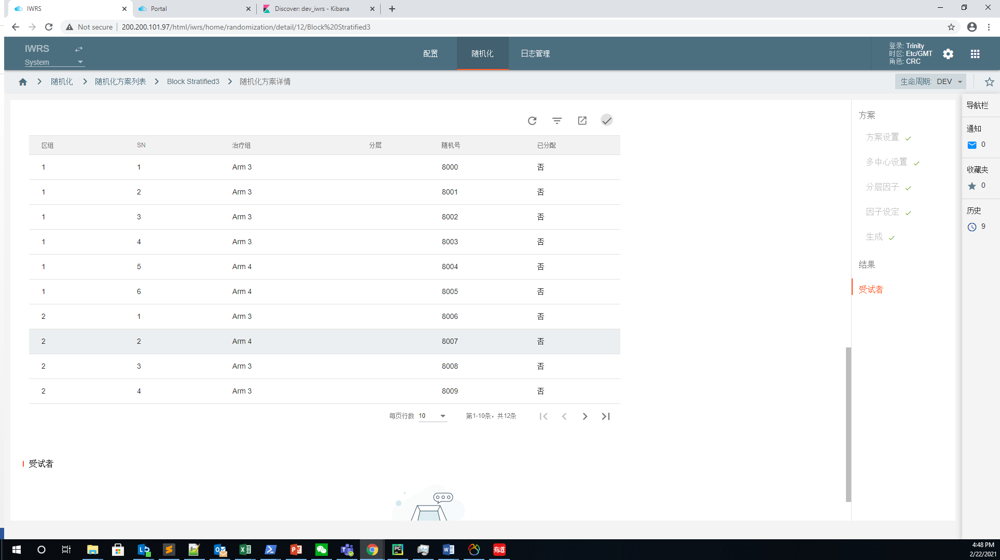 IWRS
Portal
Discover: dev_iwrs - Kibana
Not secure
200.200.101.97/html/iwrs/home/randomization/detail/12/Block%20Stratified3
IWRS
System
配置
随机化
日志管理
登录: Trinity
时区: Etc/GMT
角色: CRC
随机化
随机化方案列表
Block Stratified3
随机化方案详情
生命周期: DEV
区组 SN 治疗组 分层 随机号 已分配
1 1 Arm 3 8000 否
1 2 Arm 3 8001 否
1 3 Arm 3 8002 否
1 4 Arm 3 8003 否
1 5 Arm 4 8004 否
1 6 Arm 4 8005 否
2 1 Arm 3 8006 否
2 2 Arm 4 8007 否
2 3 Arm 3 8008 否
2 4 Arm 3 8009 否
每页行数 10 第1-10条，共12条
受试者
方案
方案设置
多中心设置
分层因子
因子设定
生成
结果
受试者
导航栏
通知
0
收藏夹
0
历史
9
有道
4:48 PM
2/22/2021